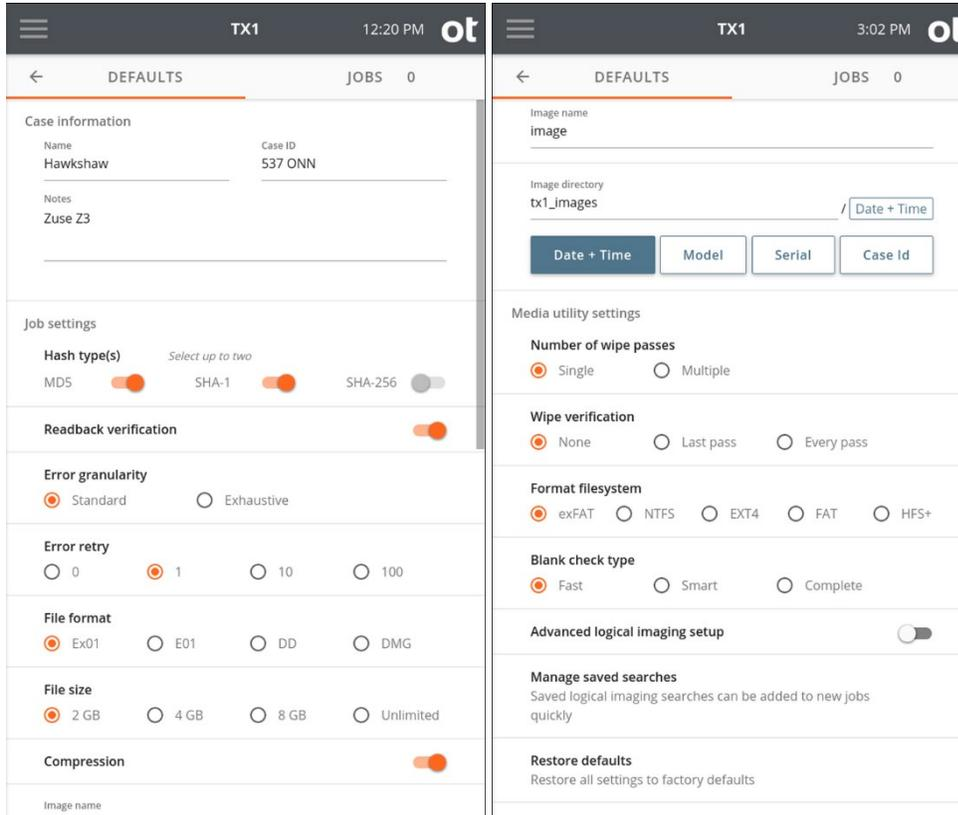 TX1 12:20 PM ot
DEFAULTS JOBS 0
Case information
Name Case ID
Hawkshaw 537 ONN
Notes
Zuse Z3
Job settings
Hash type(s) Select up to two
MD5 SHA-1 SHA-256
Readback verification
Error granularity
Standard Exhaustive
Error retry
0 1 10 100
File format
Ex01 E01 DD DMG
File size
2 GB 4 GB 8 GB Unlimited
Compression
Image name
TX1 3:02 PM ot
DEFAULTS JOBS 0
Image name
image
Image directory
tx1_images / Date + Time
Date + Time Model Serial Case Id
Media utility settings
Number of wipe passes
Single Multiple
Wipe verification
None Last pass Every pass
Format filesystem
exFAT NTFS EXT4 FAT HFS+
Blank check type
Fast Smart Complete
Advanced logical imaging setup
Manage saved searches
Saved logical imaging searches can be added to new jobs
quickly
Restore defaults
Restore all settings to factory defaults